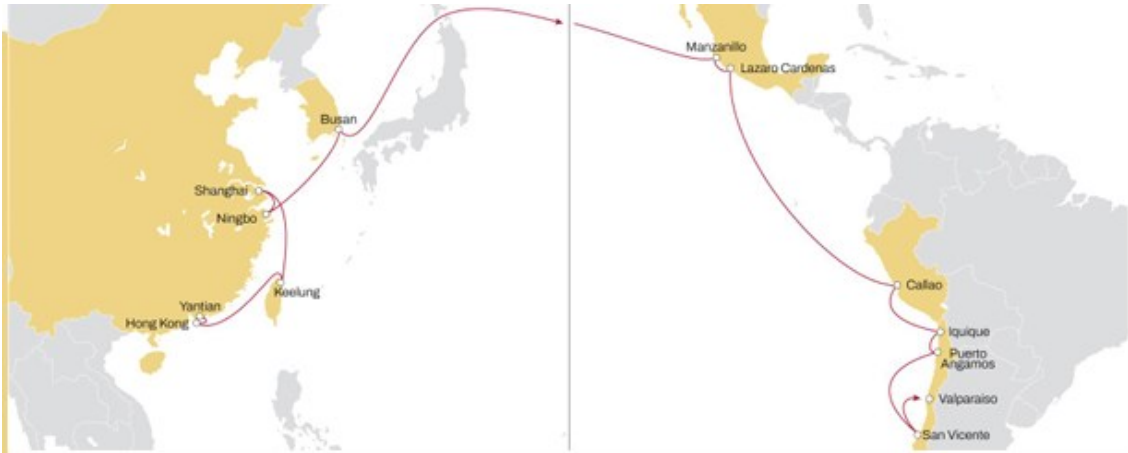 Busan
Shanghai
Ningbo
Keelung
Yantian
Hong Kong
Manzanillo
Lazaro Cardenas
Callao
Iquique
Puerto
Angamos
Valparaiso
San Vicente